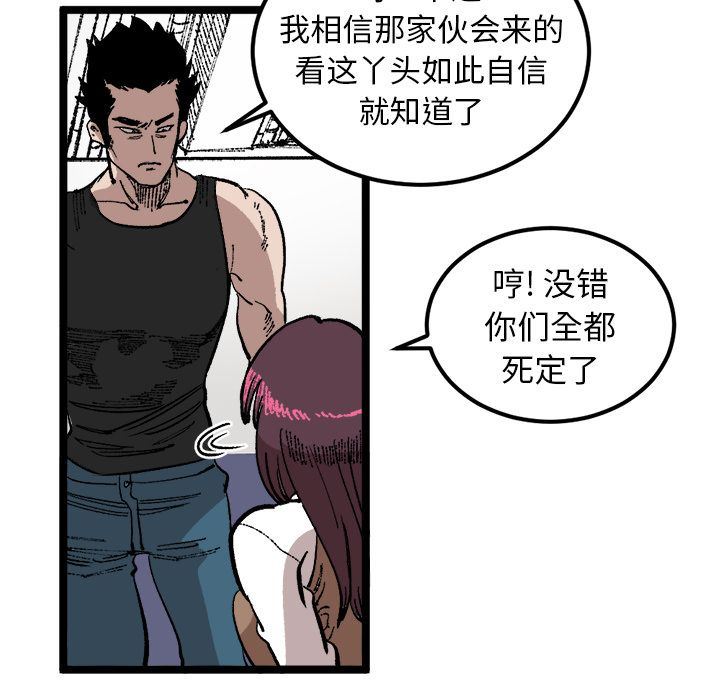 我相信那家伙会来的
看这丫头如此自信
就知道了
哼! 没错
你们全都
死定了